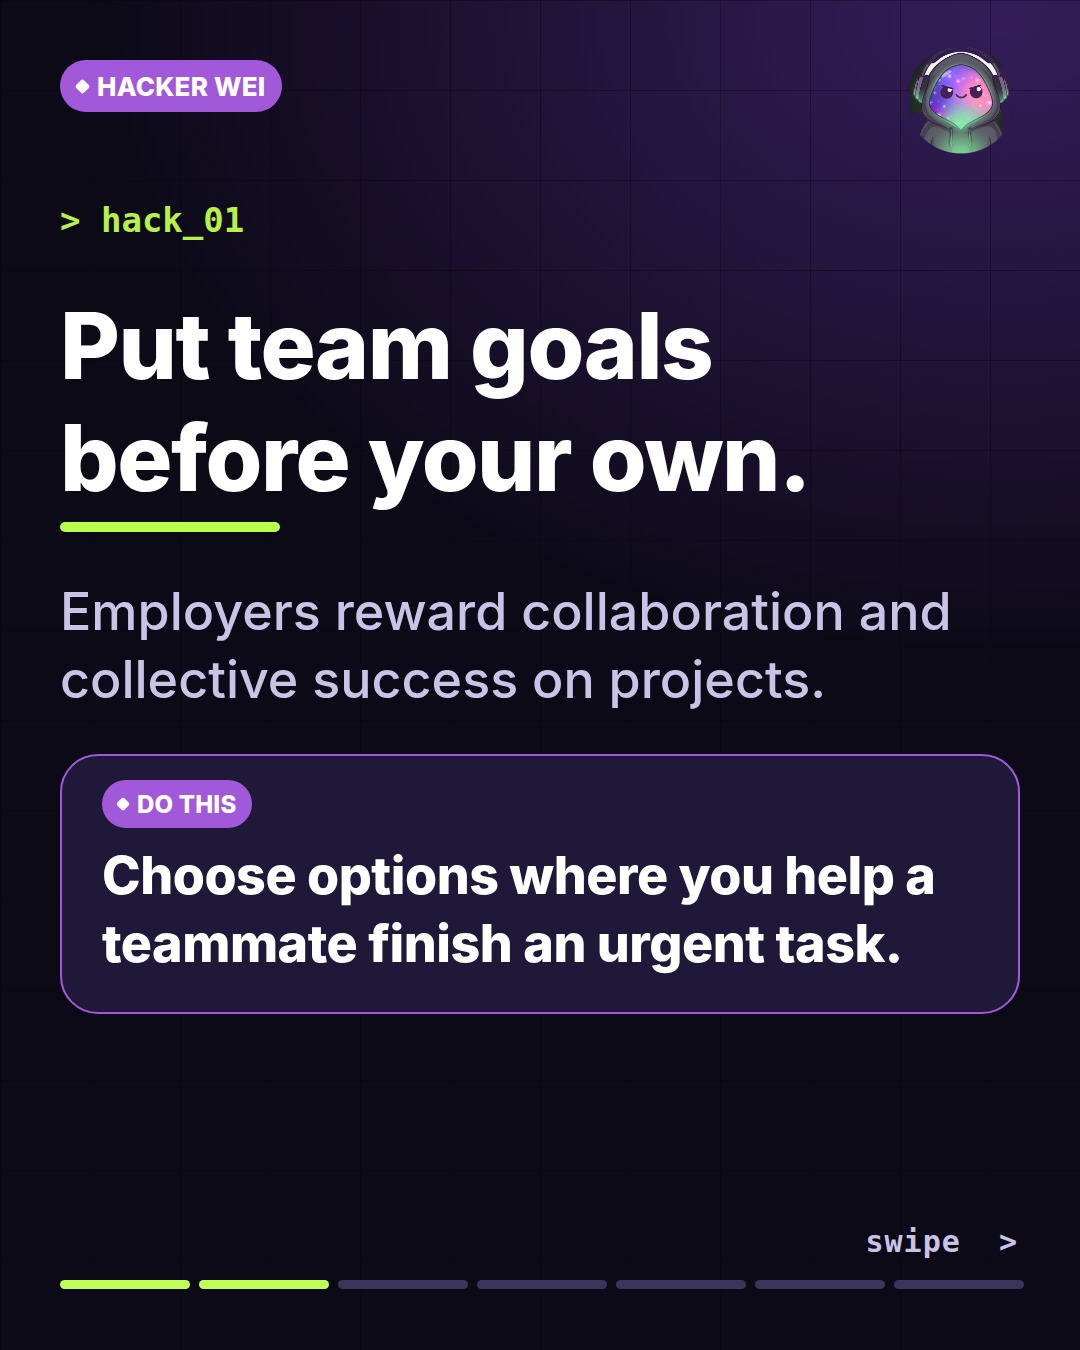 HACKER WEI
> hack_01
Put team goals
before your own.
Employers reward collaboration and
collective success on projects.
DO THIS
Choose options where you help a
teammate finish an urgent task.
swipe >